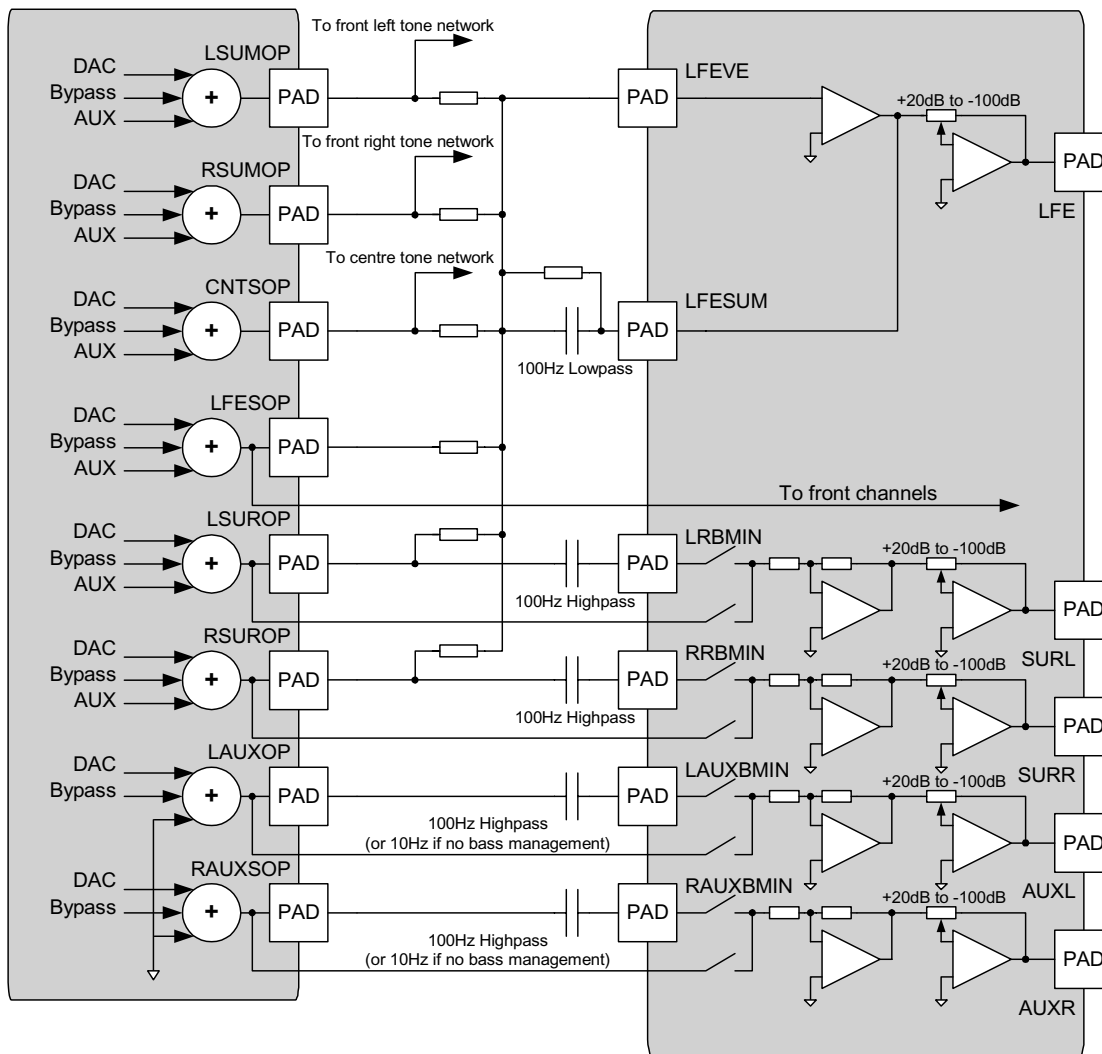 To front left tone network
LSUMOP
DAC
Bypass
AUX
+
PAD
PAD
LFEVE
+20dB to -100dB
PAD
LFE
To front right tone network
RSUMOP
DAC
Bypass
AUX
+
PAD
To centre tone network
CNTSOP
DAC
Bypass
AUX
+
PAD
100Hz Lowpass
PAD
LFESUM
LFESOP
DAC
Bypass
AUX
+
PAD
To front channels
LSUROP
DAC
Bypass
AUX
+
PAD
100Hz Highpass
PAD
LRBMIN
+20dB to -100dB
PAD
SURL
RSUROP
DAC
Bypass
AUX
+
PAD
100Hz Highpass
PAD
RRBMIN
+20dB to -100dB
PAD
SURR
LAUXOP
DAC
Bypass
+
PAD
100Hz Highpass
(or 10Hz if no bass management)
PAD
LAUXBMIN
+20dB to -100dB
PAD
AUXL
RAUXSOP
DAC
Bypass
+
PAD
100Hz Highpass
(or 10Hz if no bass management)
PAD
RAUXBMIN
+20dB to -100dB
PAD
AUXR